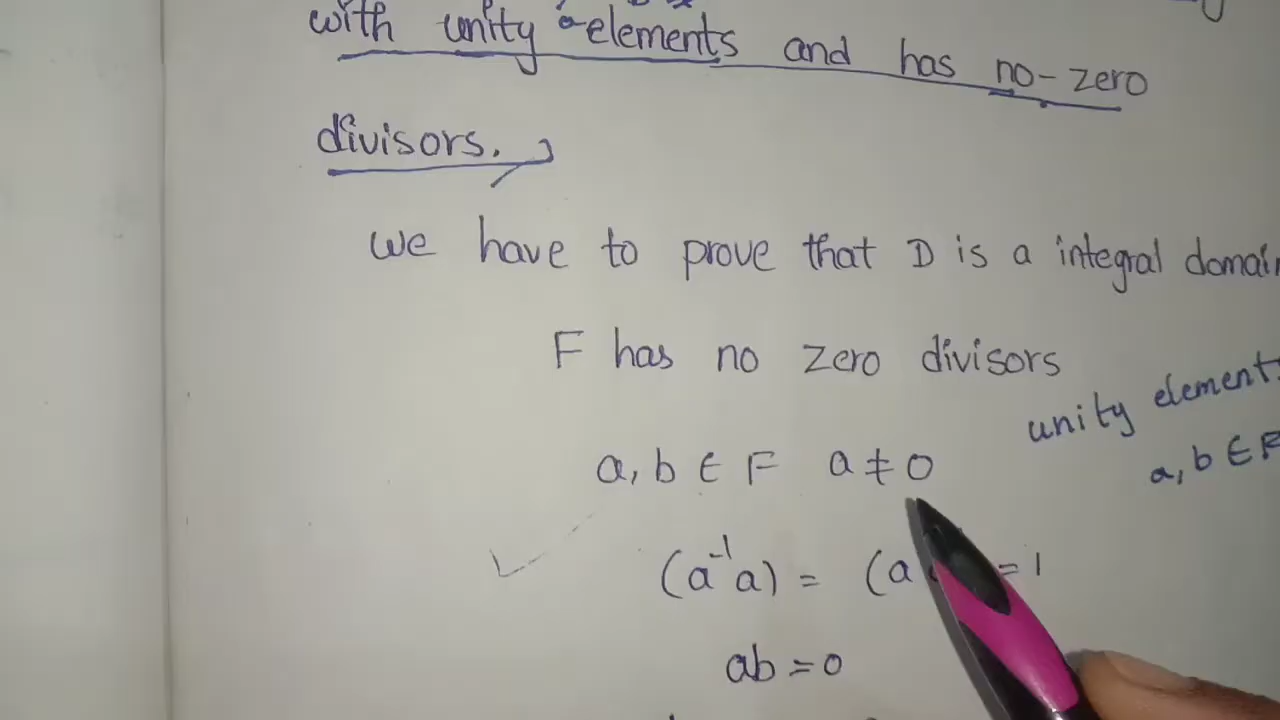 with unity elements and has no-zero
divisors.
We have to prove that D is a integral domain
F has no zero divisors
unity elements
a, b ∈ F a ≠ 0
a, b ∈ F
(a⁻¹a) = (a = 1
ab = 0